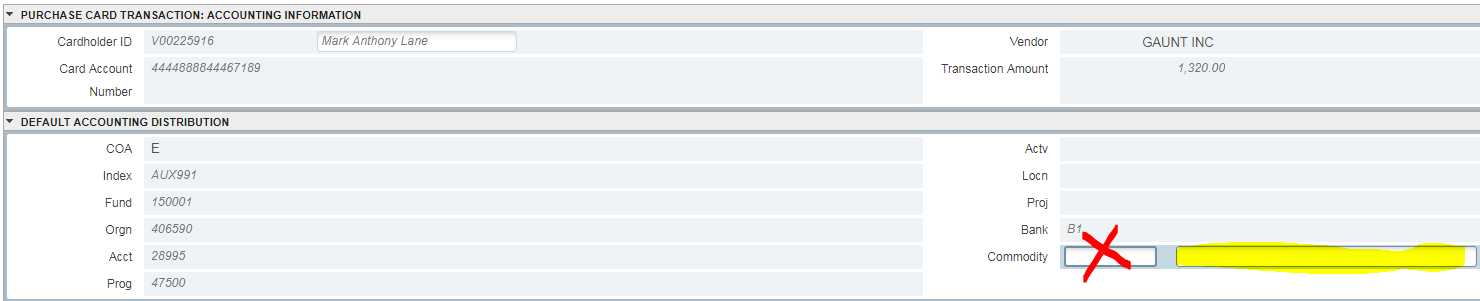 PURCHASE CARD TRANSACTION: ACCOUNTING INFORMATION
Cardholder ID V00225916 Mark Anthony Lane Vendor GAUNT INC
Card Account Number 4444888844467189 Transaction Amount 1,320.00
DEFAULT ACCOUNTING DISTRIBUTION
COA E Actv
Index AUX991 Locn
Fund 150001 Proj
Orgn 406590 Bank B1
Acct 28995 Commodity
Prog 47500